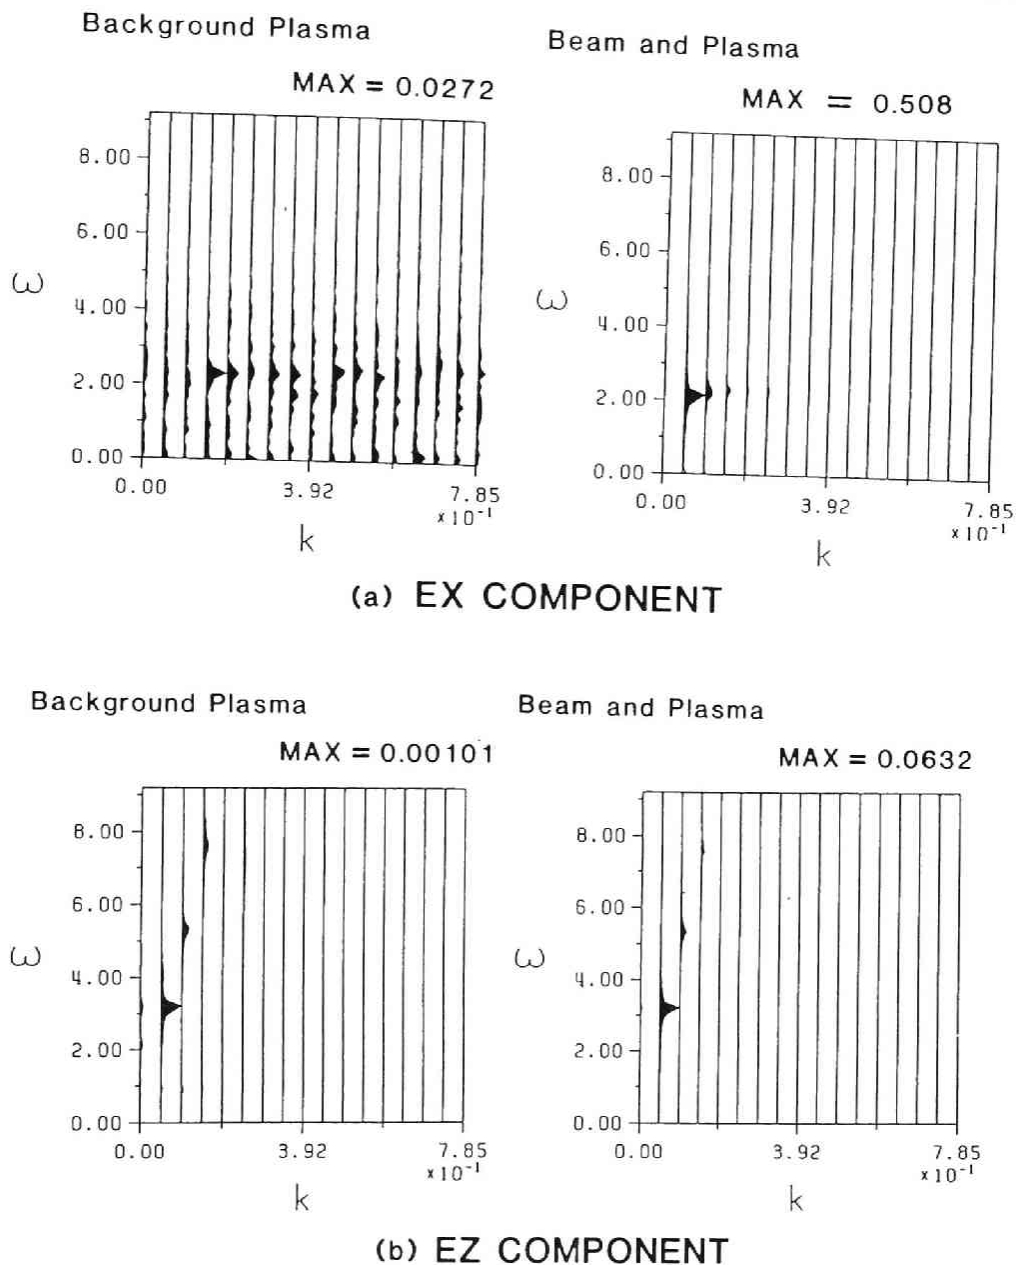 Background Plasma
MAX = 0.0272
8.00
6.00
4.00
2.00
0.00
ω
0.00 3.92 7.85
×10⁻¹
k
Beam and Plasma
MAX = 0.508
8.00
6.00
4.00
2.00
0.00
ω
0.00 3.92 7.85
×10⁻¹
k
(a) EX COMPONENT
Background Plasma
MAX = 0.00101
8.00
6.00
4.00
2.00
0.00
ω
0.00 3.92 7.85
×10⁻¹
k
Beam and Plasma
MAX = 0.0632
8.00
6.00
4.00
2.00
0.00
ω
0.00 3.92 7.85
×10⁻¹
k
(b) EZ COMPONENT